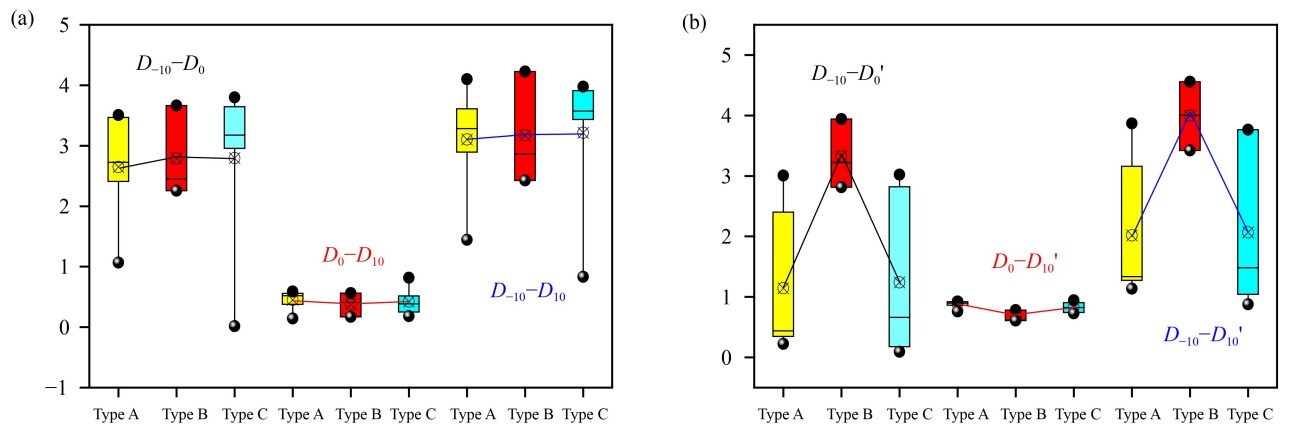 (a)
5
4
3
2
1
0
−1
D₋₁₀−D₀
D₀−D₁₀
D₋₁₀−D₁₀
Type A Type B Type C Type A Type B Type C Type A Type B Type C
(b)
5
4
3
2
1
0
D₋₁₀−D₀'
D₀−D₁₀'
D₋₁₀−D₁₀'
Type A Type B Type C Type A Type B Type C Type A Type B Type C